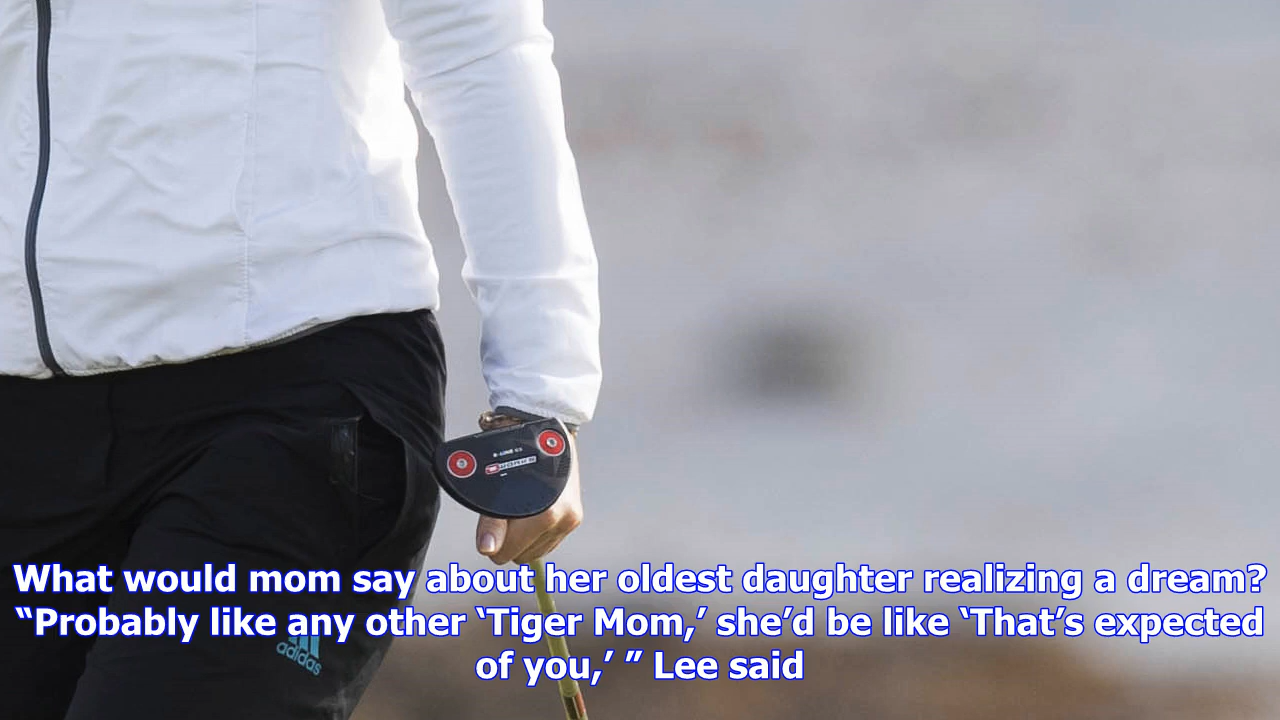 What would mom say about her oldest daughter realizing a dream?
“Probably like any other ‘Tiger Mom,’ she’d be like ‘That’s expected
of you,’ ” Lee said
adidas